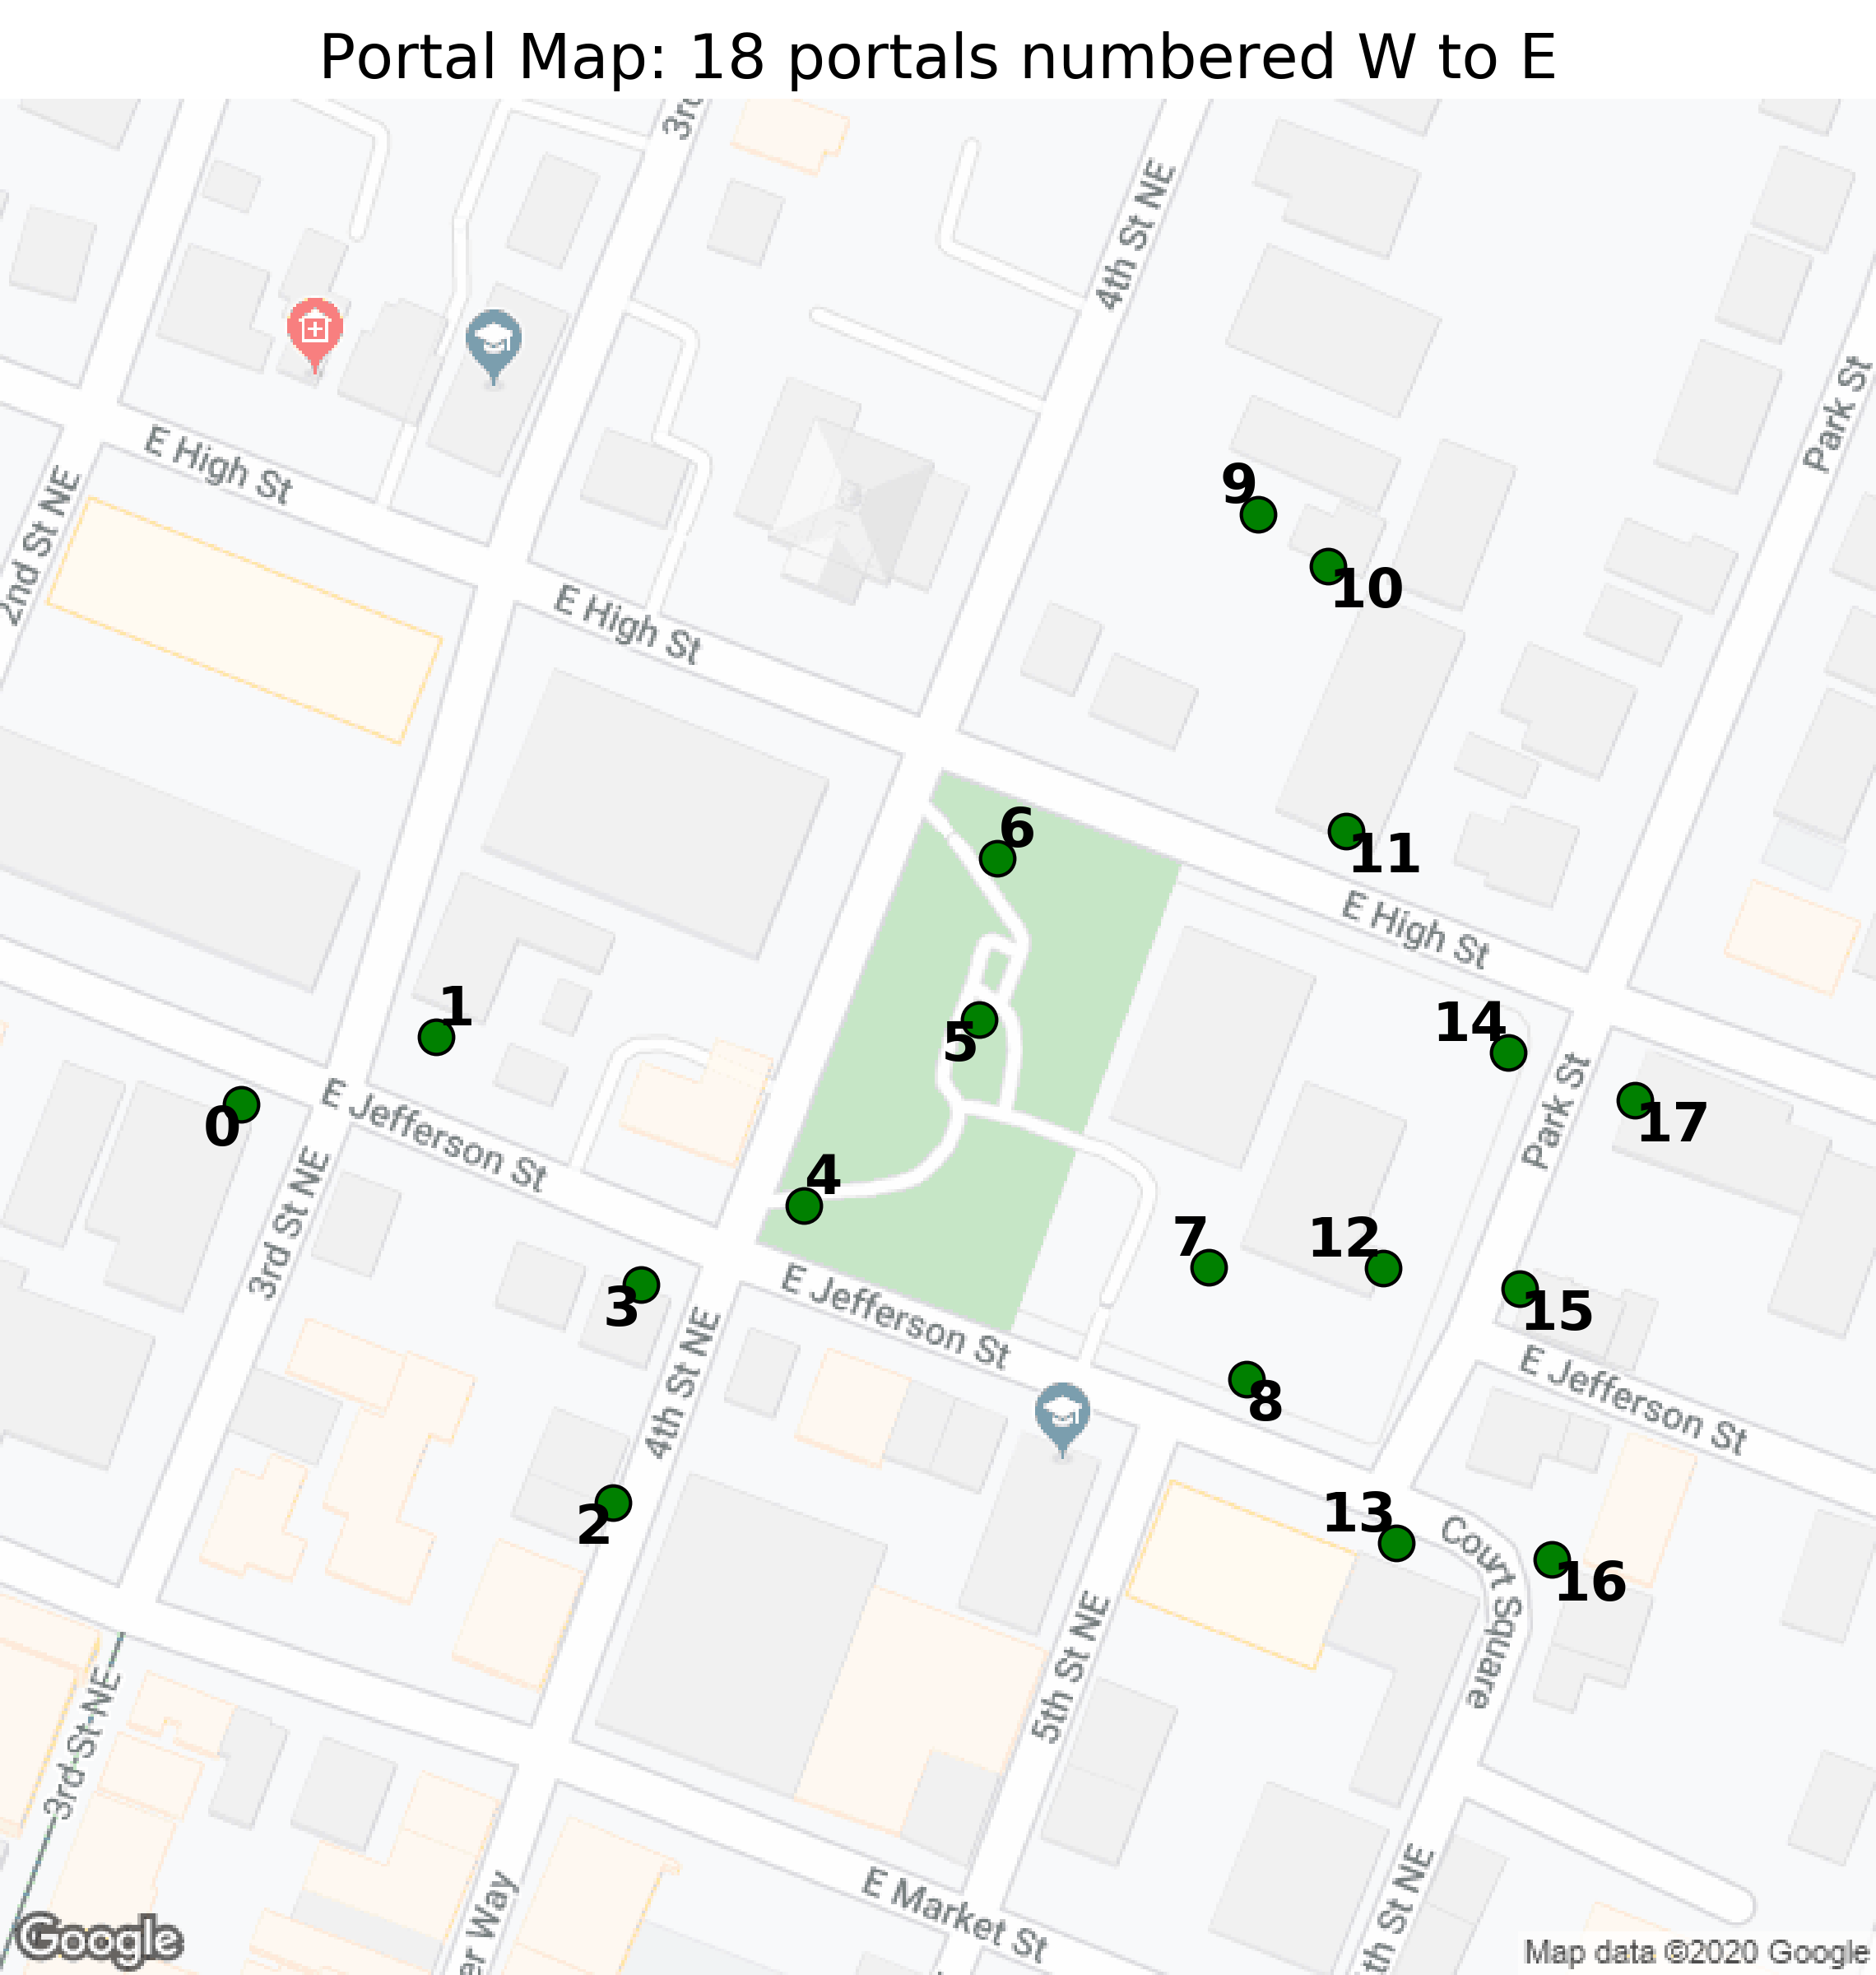 Portal Map: 18 portals numbered W to E
3rd
4th St NE
Park St
E High St
2nd St NE
9
10
E High St
6
11
E High St
1
5
14
0
E Jefferson St
Park St
17
4
3rd St NE
7
12
3
E Jefferson St
15
E Jefferson St
8
4th St NE
2
13
Court Square
16
5th St NE
3rd St NE
E Market St
er Way
th St NE
Google
Map data ©2020 Google